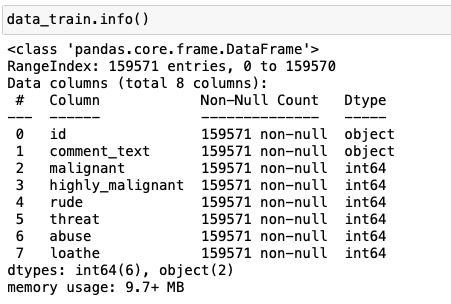 data_train.info()
<class 'pandas.core.frame.DataFrame'>
RangeIndex: 159571 entries, 0 to 159570
Data columns (total 8 columns):
 #   Column            Non-Null Count   Dtype
---  ------            --------------   -----
 0   id                159571 non-null  object
 1   comment_text      159571 non-null  object
 2   malignant         159571 non-null  int64
 3   highly_malignant  159571 non-null  int64
 4   rude              159571 non-null  int64
 5   threat            159571 non-null  int64
 6   abuse             159571 non-null  int64
 7   loathe            159571 non-null  int64
dtypes: int64(6), object(2)
memory usage: 9.7+ MB